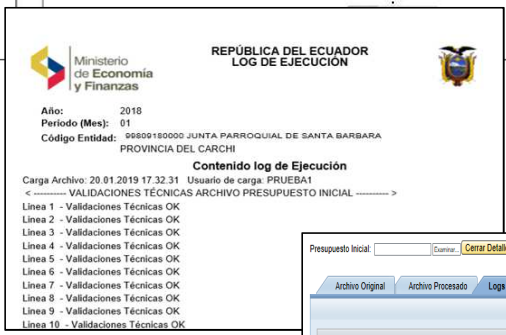 Ministerio
de Economía
y Finanzas
REPÚBLICA DEL ECUADOR
LOG DE EJECUCIÓN
Año: 2018
Período (Mes): 01
Código Entidad: 99809180000 JUNTA PARROQUIAL DE SANTA BARBARA
PROVINCIA DEL CARCHI
Contenido log de Ejecución
Carga Archivo: 20.01.2019 17.32.31 Usuario de carga: PRUEBA1
< ---------- VALIDACIONES TÉCNICAS ARCHIVO PRESUPUESTO INICIAL ---------- >
Linea 1 - Validaciones Técnicas OK
Linea 2 - Validaciones Técnicas OK
Linea 3 - Validaciones Técnicas OK
Linea 4 - Validaciones Técnicas OK
Linea 5 - Validaciones Técnicas OK
Linea 6 - Validaciones Técnicas OK
Linea 7 - Validaciones Técnicas OK
Linea 8 - Validaciones Técnicas OK
Linea 9 - Validaciones Técnicas OK
Linea 10 - Validaciones Técnicas OK
Presupuesto Inicial: Examinar... Cerrar Detalle
Archivo Original Archivo Procesado Logs